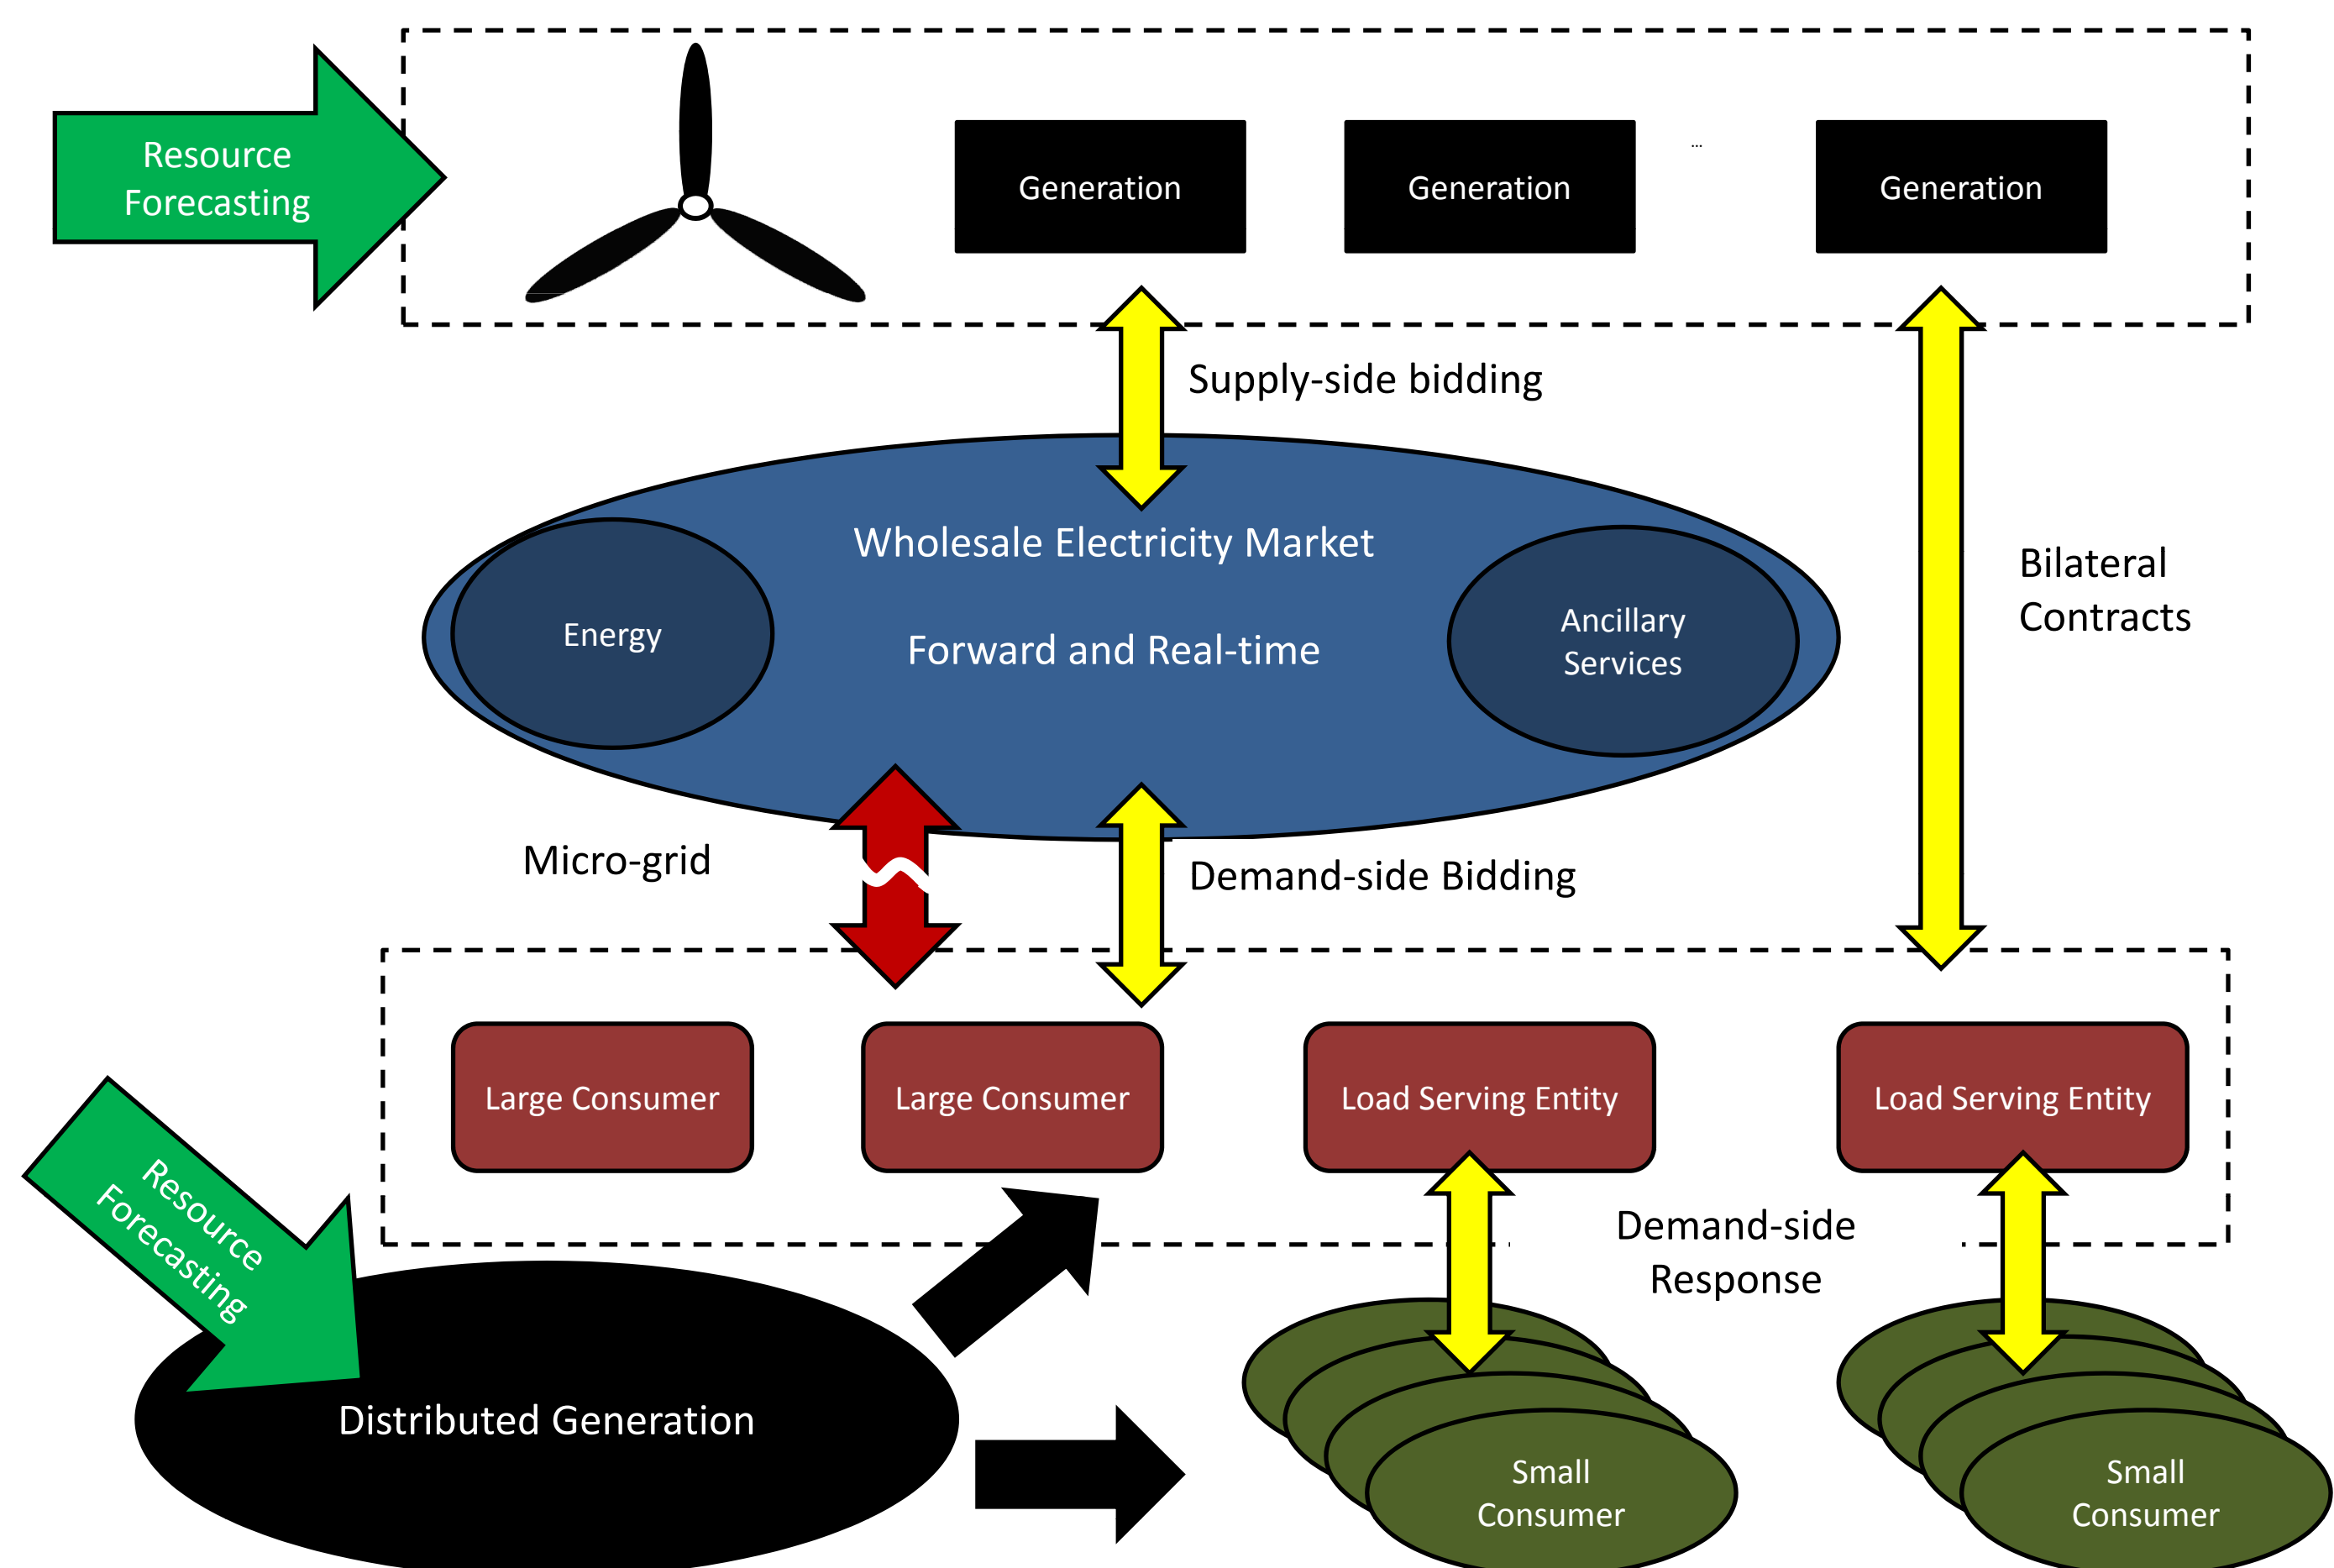 Resource
Forecasting
Generation
Generation
...
Generation
Supply-side bidding
Wholesale Electricity Market
Forward and Real-time
Energy
Ancillary
Services
Bilateral
Contracts
Micro-grid
Demand-side Bidding
Large Consumer
Large Consumer
Load Serving Entity
Load Serving Entity
Resource
Forecasting
Demand-side
Response
Distributed Generation
Small
Consumer
Small
Consumer